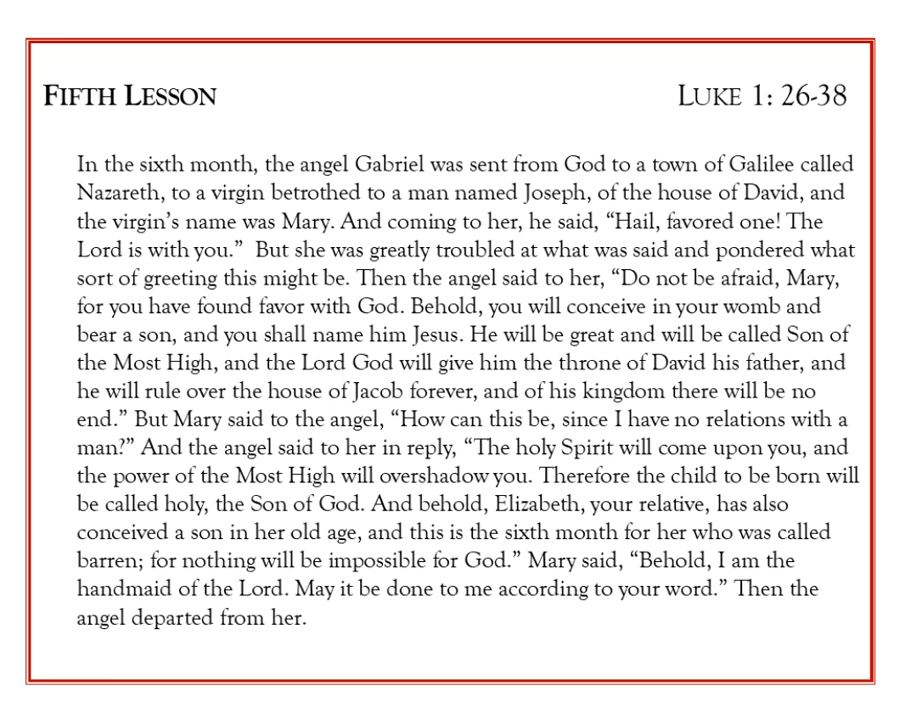 FIFTH LESSON LUKE 1: 26-38
In the sixth month, the angel Gabriel was sent from God to a town of Galilee called
Nazareth, to a virgin betrothed to a man named Joseph, of the house of David, and
the virgin’s name was Mary. And coming to her, he said, “Hail, favored one! The
Lord is with you.”  But she was greatly troubled at what was said and pondered what
sort of greeting this might be. Then the angel said to her, “Do not be afraid, Mary,
for you have found favor with God. Behold, you will conceive in your womb and
bear a son, and you shall name him Jesus. He will be great and will be called Son of
the Most High, and the Lord God will give him the throne of David his father, and
he will rule over the house of Jacob forever, and of his kingdom there will be no
end.” But Mary said to the angel, “How can this be, since I have no relations with a
man?” And the angel said to her in reply, “The holy Spirit will come upon you, and
the power of the Most High will overshadow you. Therefore the child to be born will
be called holy, the Son of God. And behold, Elizabeth, your relative, has also
conceived a son in her old age, and this is the sixth month for her who was called
barren; for nothing will be impossible for God.” Mary said, “Behold, I am the
handmaid of the Lord. May it be done to me according to your word.” Then the
angel departed from her.